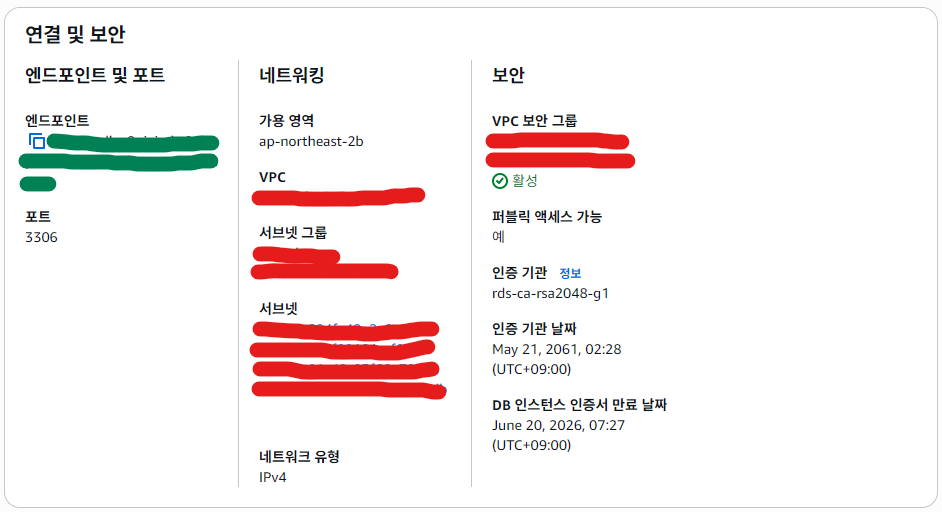 연결 및 보안
엔드포인트 및 포트
엔드포인트
포트
3306
네트워킹
가용 영역
ap-northeast-2b
VPC
서브넷 그룹
서브넷
네트워크 유형
IPv4
보안
VPC 보안 그룹
활성
퍼블릭 액세스 가능
예
인증 기관 정보
rds-ca-rsa2048-g1
인증 기관 날짜
May 21, 2061, 02:28
(UTC+09:00)
DB 인스턴스 인증서 만료 날짜
June 20, 2026, 07:27
(UTC+09:00)